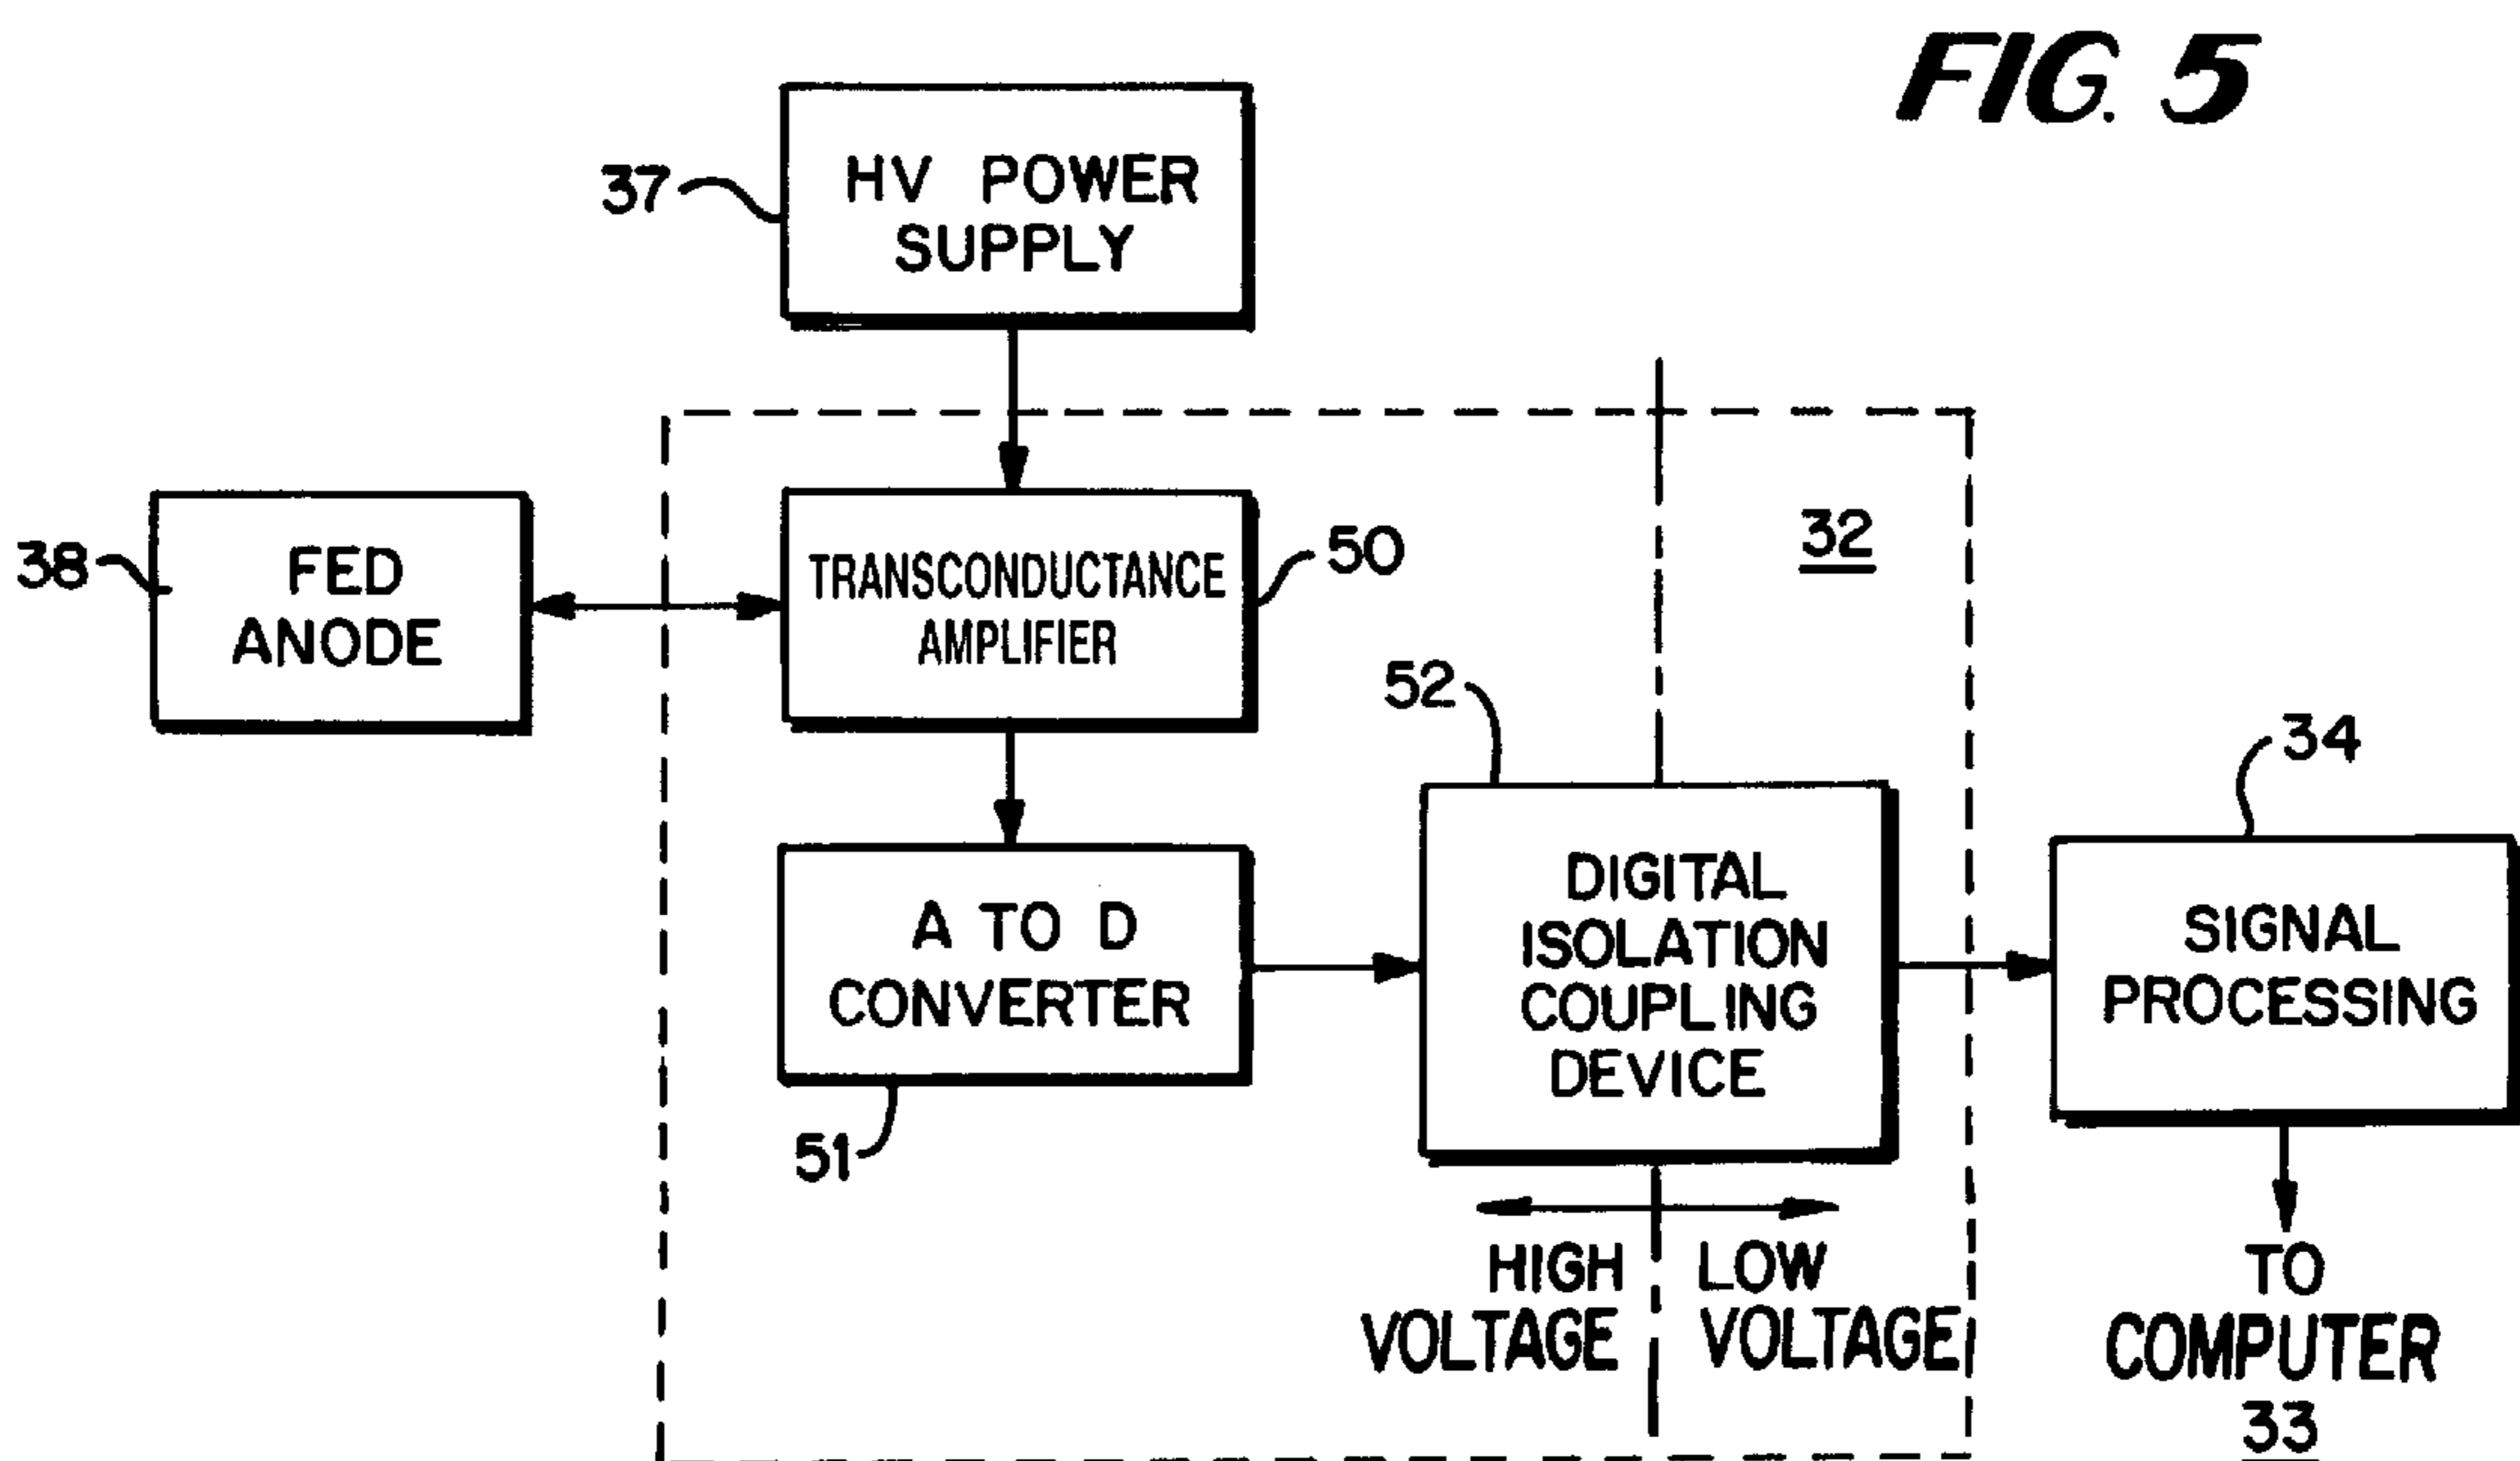 FIG. 5
HV POWER
SUPPLY
37
38
FED
ANODE
TRANSCONDUCTANCE
AMPLIFIER
50
32
52
A TO D
CONVERTER
51
DIGITAL
ISOLATION
COUPLING
DEVICE
34
SIGNAL
PROCESSING
HIGH
VOLTAGE
LOW
VOLTAGE
TO
COMPUTER
33